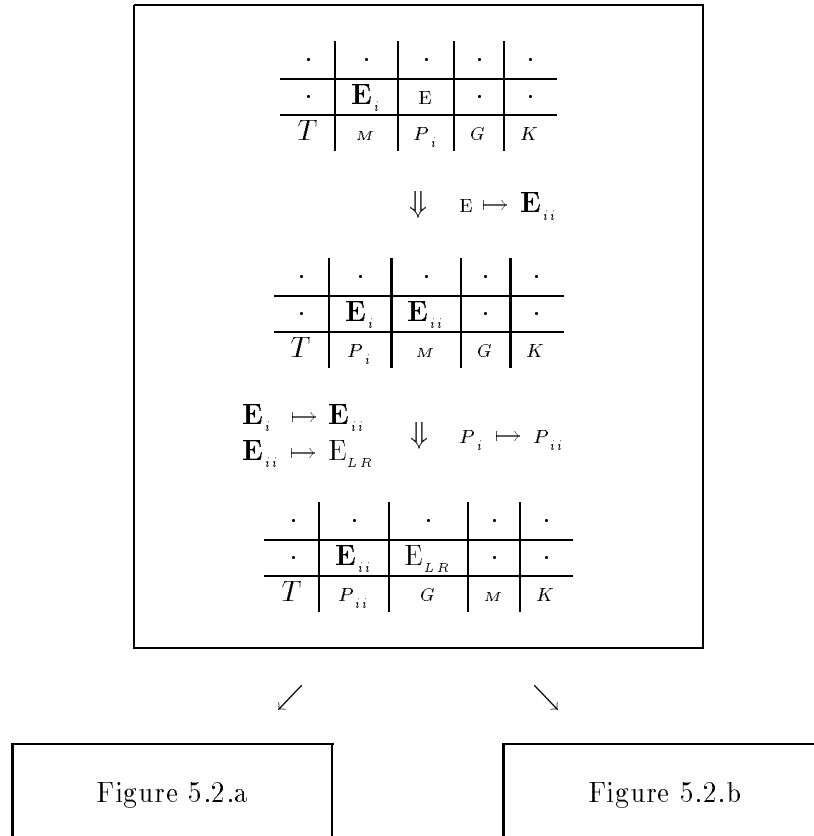 · · · · ·
· E_i E · ·
T M P_i G K
⇓ E ↦ E_ii
· · · · ·
· E_i E_ii · ·
T P_i M G K
E_i ↦ E_ii
⇓ P_i ↦ P_ii
E_ii ↦ E_LR
· · · · ·
· E_ii E_LR · ·
T P_ii G M K
↙ ↘
Figure 5.2.a Figure 5.2.b